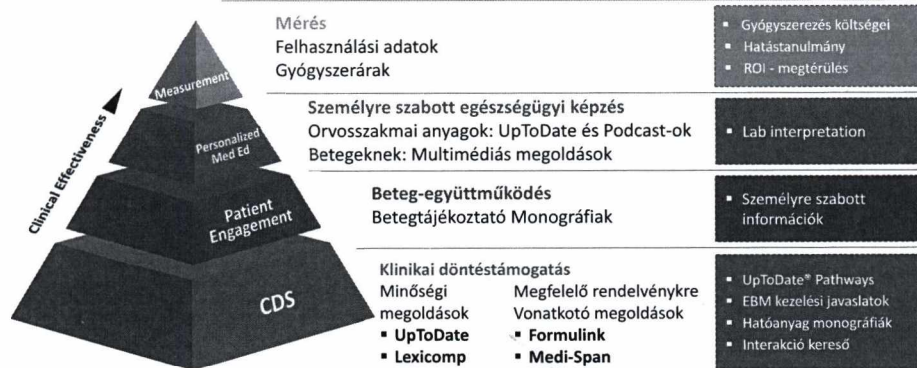 Clinical Effectiveness
Measurement
Mérés
Felhasználási adatok
Gyógyszerárak
▪ Gyógyszerezés költségei
▪ Hatástanulmány
▪ ROI - megtérülés
Personalized
Med Ed
Személyre szabott egészségügyi képzés
Orvosszakmai anyagok: UpToDate és Podcast-ok
Betegeknek: Multimédiás megoldások
▪ Lab interpretation
Patient
Engagement
Beteg-együttműködés
Betegtájékoztató Monográfiak
▪ Személyre szabott
információk
CDS
Klinikai döntéstámogatás
Minőségi
megoldások
▪ UpToDate
▪ Lexicomp
Megfelelő rendelvénykre
Vonatkotó megoldások
▪ Formulink
▪ Medi-Span
▪ UpToDate® Pathways
▪ EBM kezelési javaslatok
▪ Hatóanyag monográfiák
▪ Interakció kereső